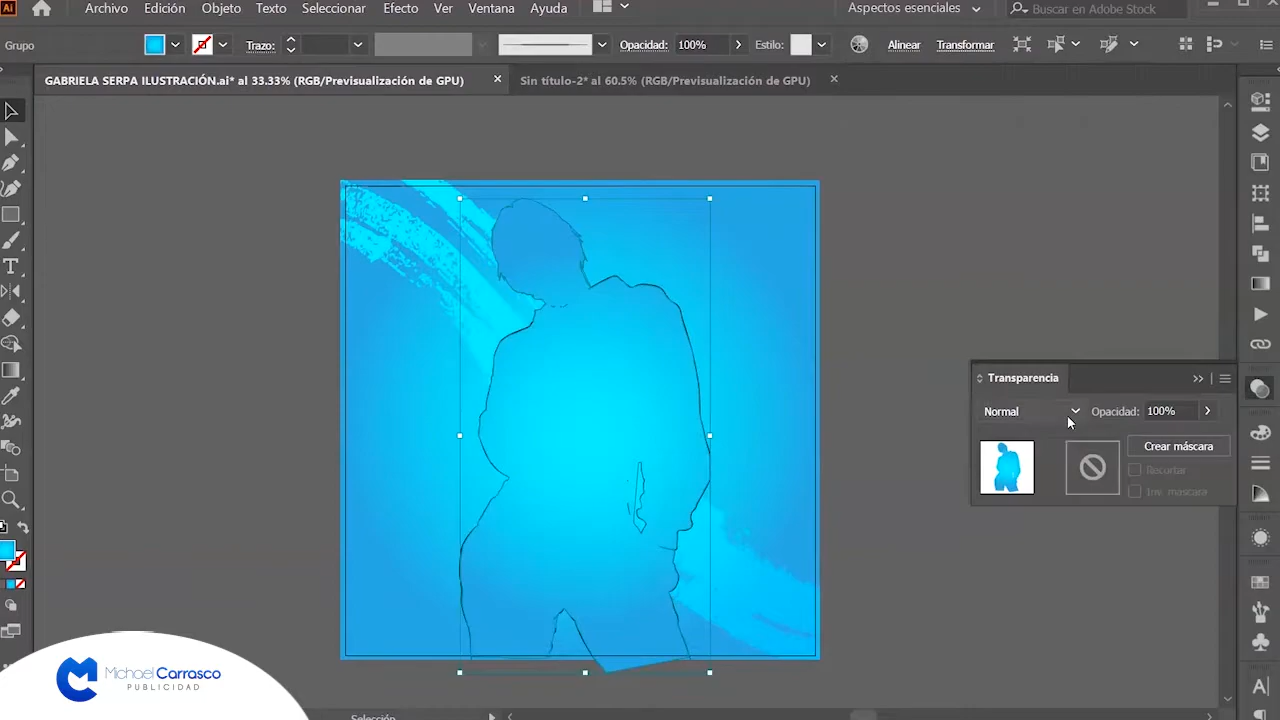 Archivo Edición Objeto Texto Seleccionar Efecto Ver Ventana Ayuda Aspectos esenciales Buscar en Adobe Stock
Grupo Trazo: Opacidad: 100% Estilo: Alinear Transformar
GABRIELA SERPA ILUSTRACIÓN.ai* al 33.33% (RGB/Previsualización de GPU) × Sin título-2* al 60.5% (RGB/Previsualización de GPU) ×
Transparencia
Normal Opacidad: 100%
Crear máscara
Recortar
Inv. máscara
Michael Carrasco
PUBLICIDAD
Selección